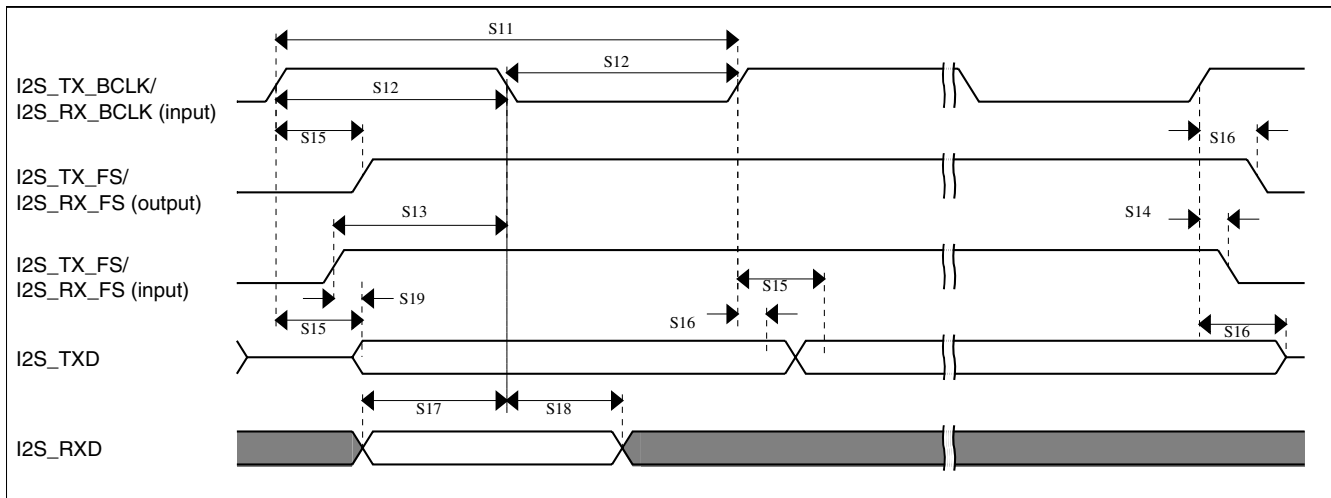 S11
I2S_TX_BCLK/
I2S_RX_BCLK (input)
S12
S12
S15
S16
I2S_TX_FS/
I2S_RX_FS (output)
S13
S14
I2S_TX_FS/
I2S_RX_FS (input)
S15
S19
S15
S16
S16
I2S_TXD
S17
S18
I2S_RXD